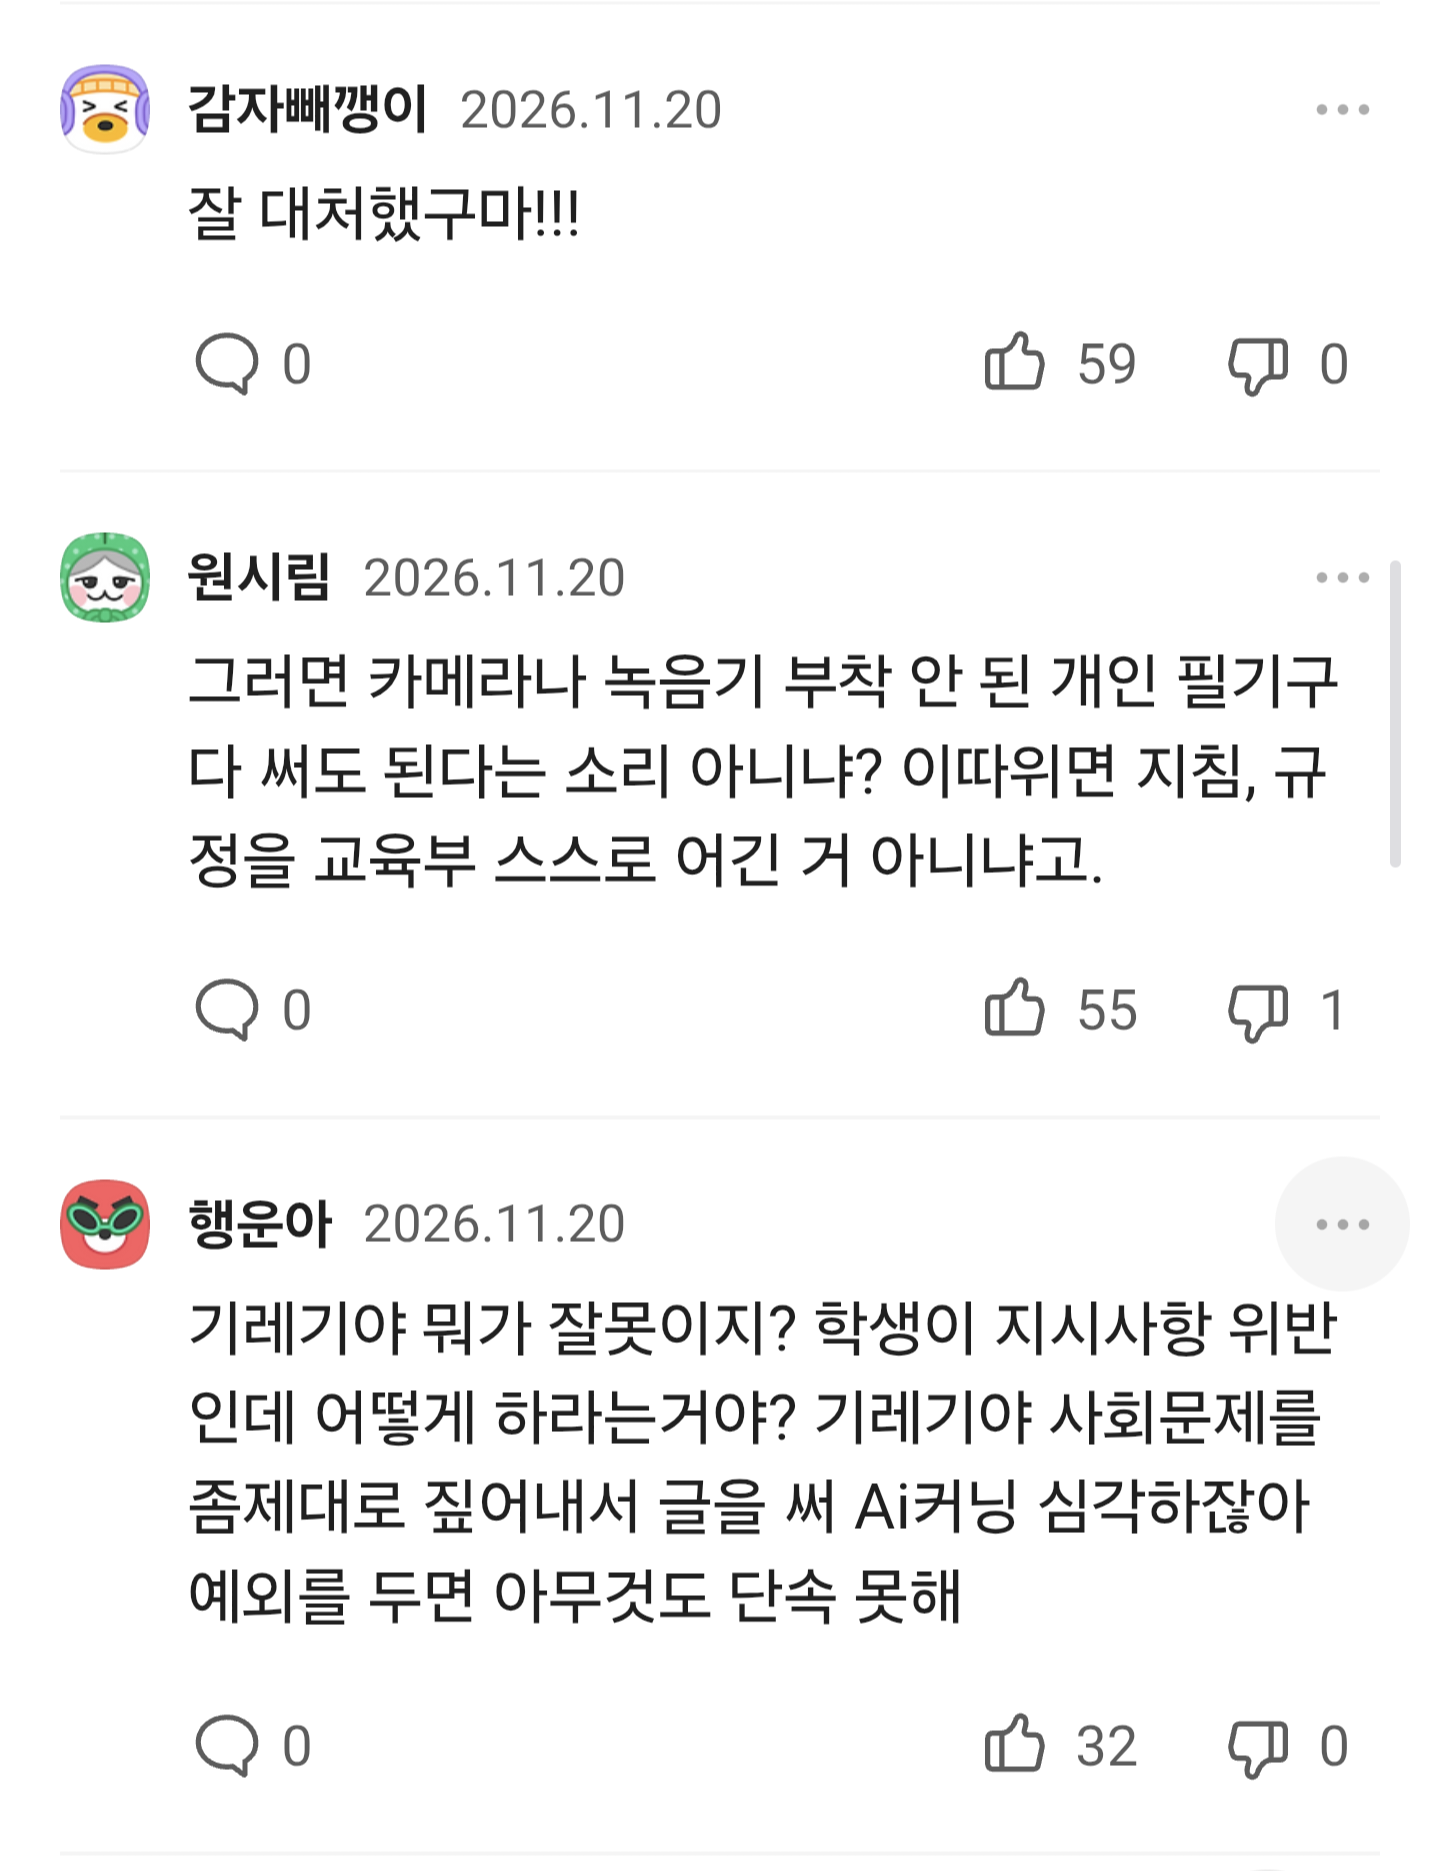 감자빼깽이 2026.11.20
잘 대처했구마!!!
0 59 0
원시림 2026.11.20
그러면 카메라나 녹음기 부착 안 된 개인 필기구
다 써도 된다는 소리 아니냐? 이따위면 지침, 규
정을 교육부 스스로 어긴 거 아니냐고.
0 55 1
행운아 2026.11.20
기레기야 뭐가 잘못이지? 학생이 지시사항 위반
인데 어떻게 하라는거야? 기레기야 사회문제를
좀제대로 짚어내서 글을 써 Ai커닝 심각하잖아
예외를 두면 아무것도 단속 못해
0 32 0